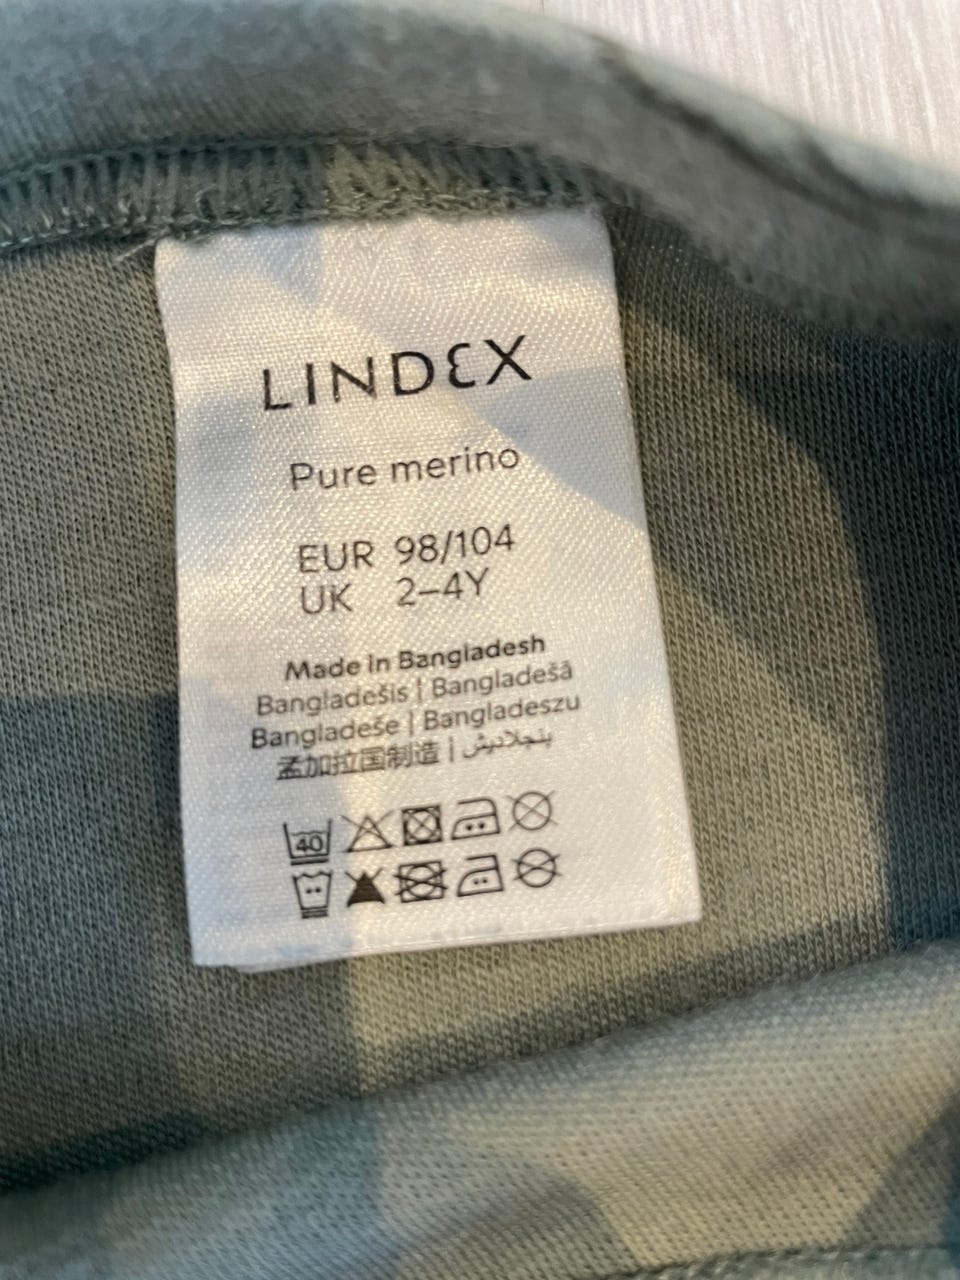 LINDEX
Pure merino
EUR 98/104
UK 2–4Y
Made in Bangladesh
Bangladešis | Bangladešā
Bangladeše | Bangladeszu
孟加拉国制造 | بنجلاديش
40